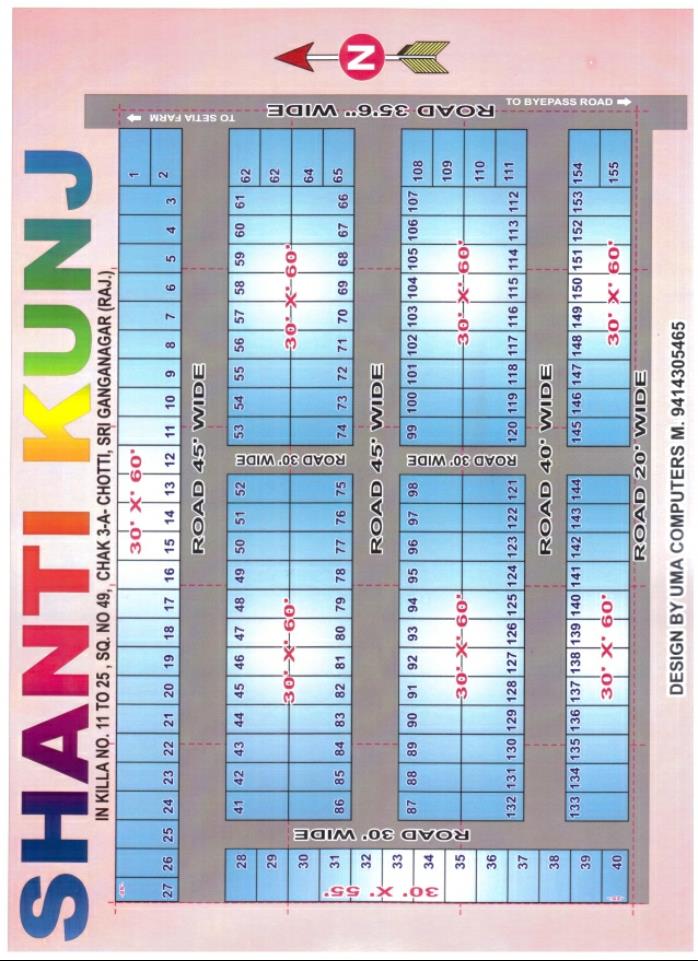 SHANTI KUNJ
IN KILLA NO. 11 TO 25 , SQ. NO 49, CHAK 3-A- CHOTTI, SRI GANGANAGAR (RAJ.)
30' X' 60'
1
27 26 25 24 23 22 21 20 19 18 17 16 15 14 13 12 11 10 9 8 7 6 5 4 3 2
TO SETIA FARM
ROAD 45' WIDE
28 41 42 43 44 45 46 47 48 49 50 51 52 53 54 55 56 57 58 59 60 61 62
29 62
30' X' 60' 30' X' 60'
ROAD 30' WIDE
30 64
31 86 85 84 83 82 81 80 79 78 77 76 75 74 73 72 71 70 69 68 67 66 65
30' X' 55'
ROAD 30' WIDE
ROAD 35'6" WIDE
N
32
ROAD 45' WIDE
33
87 88 89 90 91 92 93 94 95 96 97 98 99 100 101 102 103 104 105 106 107 108
34 109
30' X' 60' 30' X' 60'
ROAD 30' WIDE
35 110
36
132 131 130 129 128 127 126 125 124 123 122 121 120 119 118 117 116 115 114 113 112 111
37
TO BYEPASS ROAD
ROAD 40' WIDE
38
133 134 135 136 137 138 139 140 141 142 143 144 145 146 147 148 149 150 151 152 153 154
39
30' X' 60' 30' X' 60'
40 155
ROAD 20' WIDE
DESIGN BY UMA COMPUTERS M. 9414305465